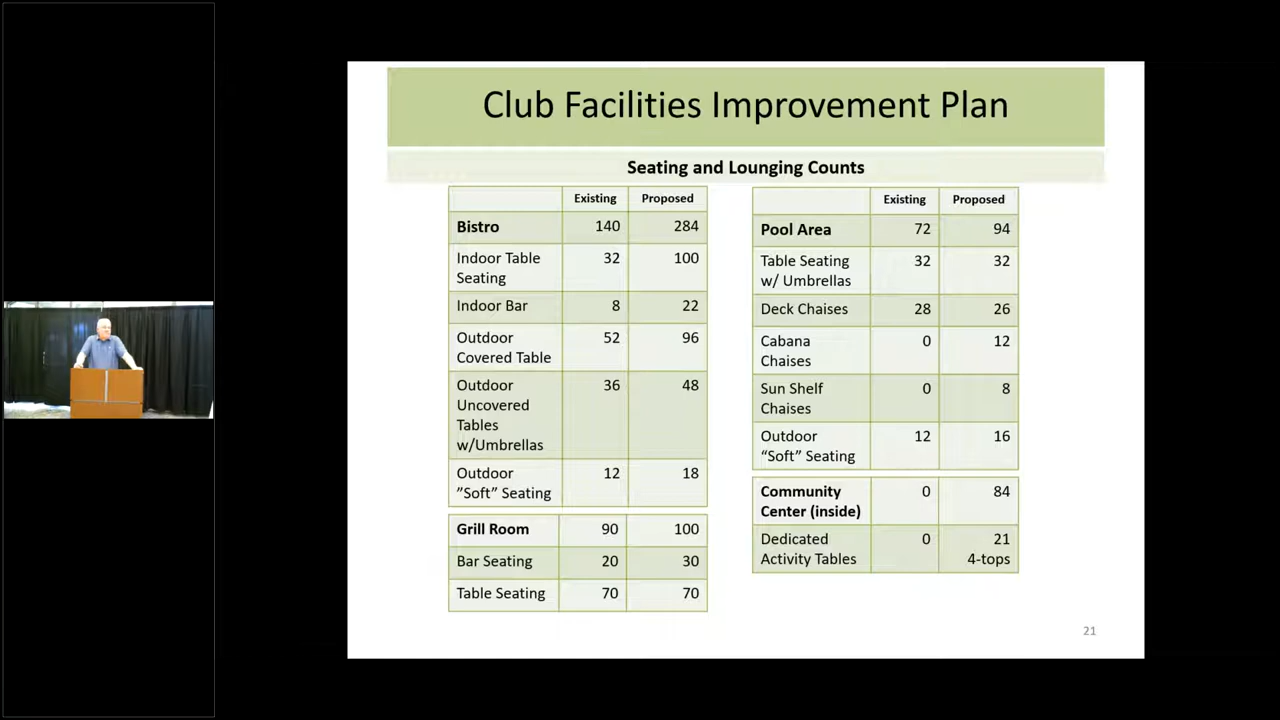 Club Facilities Improvement Plan
Seating and Lounging Counts
Existing Proposed
Bistro 140 284
Indoor Table
Seating 32 100
Indoor Bar 8 22
Outdoor
Covered Table 52 96
Outdoor
Uncovered
Tables
w/Umbrellas 36 48
Outdoor
”Soft” Seating 12 18
Grill Room 90 100
Bar Seating 20 30
Table Seating 70 70
Existing Proposed
Pool Area 72 94
Table Seating
w/ Umbrellas 32 32
Deck Chaises 28 26
Cabana
Chaises 0 12
Sun Shelf
Chaises 0 8
Outdoor
“Soft” Seating 12 16
Community
Center (inside) 0 84
Dedicated 0 21
Activity Tables 4-tops
21